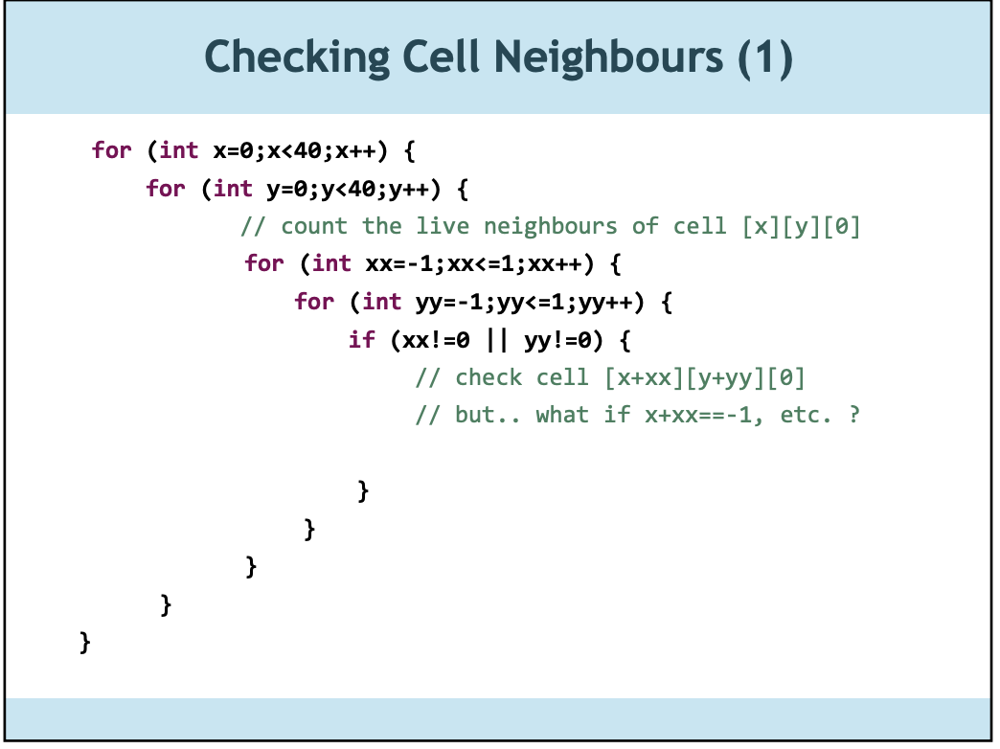 Checking Cell Neighbours (1)
for (int x=0;x<40;x++) {
for (int y=0;y<40;y++) {
// count the live neighbours of cell [x][y][0]
for (int xx=-1;xx<=1;xx++) {
for (int yy=-1;yy<=1;yy++) {
if (xx!=0 || yy!=0) {
// check cell [x+xx][y+yy][0]
// but.. what if x+xx==-1, etc. ?
}
}
}
}
}